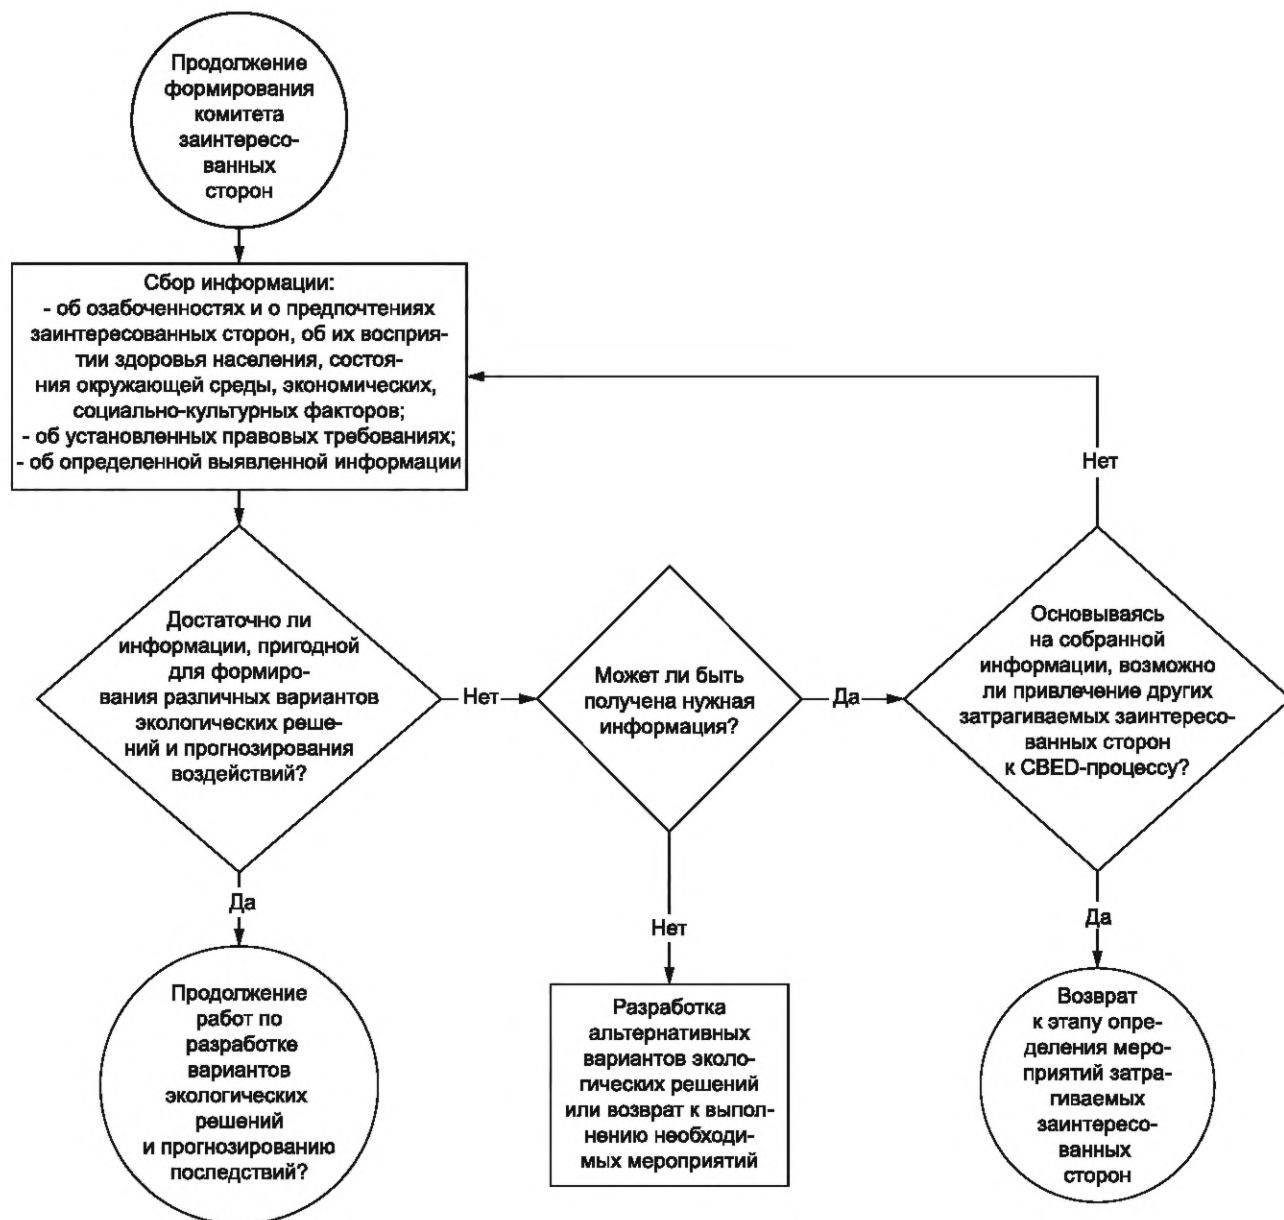 Продолжение
формирования
комитета
заинтересо-
ванных
сторон
Сбор информации:
- об озабоченностях и о предпочтениях
заинтересованных сторон, об их восприя-
тии здоровья населения, состоя-
ния окружающей среды, экономических,
социально-культурных факторов;
- об установленных правовых требованиях;
- об определенной выявленной информации
Достаточно ли
информации, пригодной
для формиро-
вания различных вариантов
экологических реше-
ний и прогнозирования
воздействий?
Нет
Может ли быть
получена нужная
информация?
Да
Основываясь
на собранной
информации, возможно
ли привлечение других
затрагиваемых заинтересо-
ванных сторон
к CBED-процессу?
Нет
Да
Нет
Да
Продолжение
работ по
разработке
вариантов
экологических
решений
и прогнозированию
последствий?
Разработка
альтернативных
вариантов эколо-
гических решений
или возврат к выпол-
нению необходи-
мых мероприятий
Возврат
к этапу опре-
деления меро-
приятий затра-
гиваемых
заинтересо-
ванных
сторон